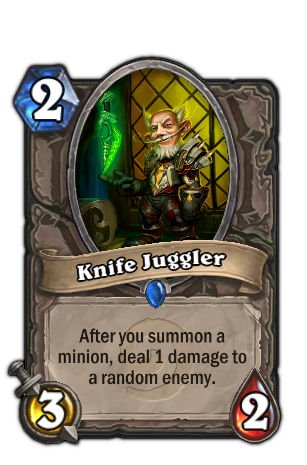 2
Knife Juggler
After you summon a
minion, deal 1 damage to
a random enemy.
3
2